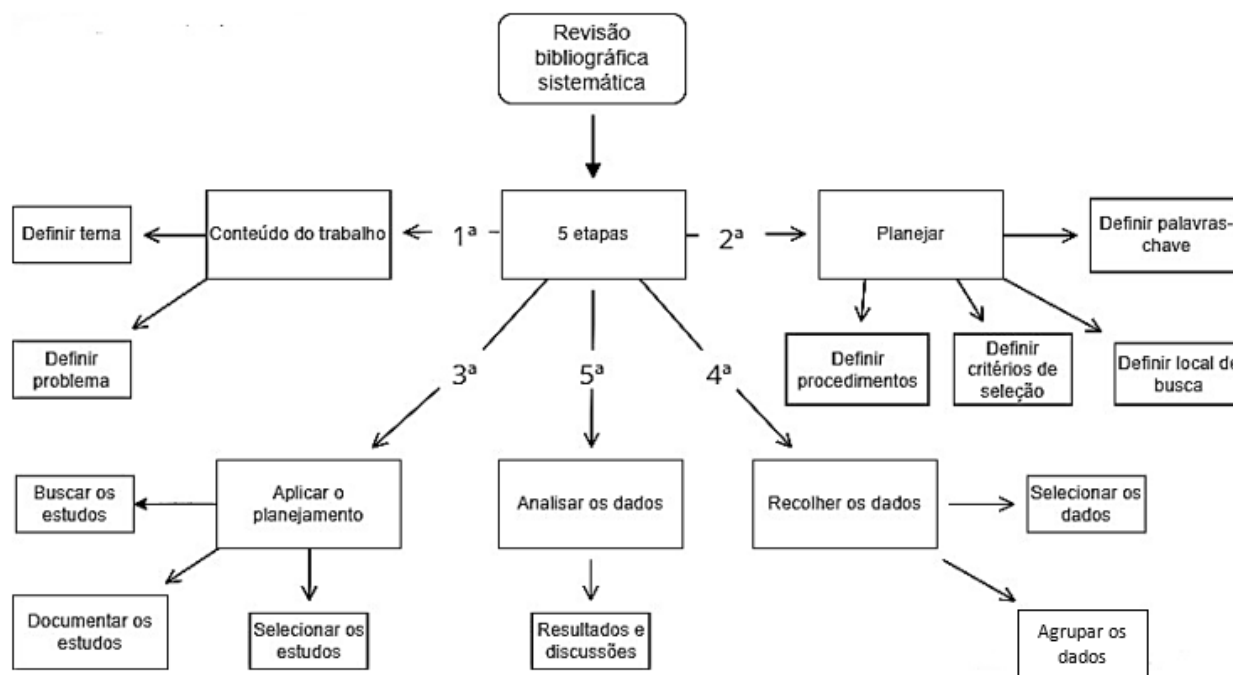 Revisão
bibliográfica
sistemática
Definir tema
Conteúdo do trabalho
1ª
5 etapas
2ª
Planejar
Definir palavras-
chave
Definir
problema
3ª
5ª
4ª
Definir
procedimentos
Definir
critérios de
seleção
Definir local de
busca
Buscar os
estudos
Aplicar o
planejamento
Analisar os dados
Recolher os dados
Selecionar os
dados
Documentar os
estudos
Selecionar os
estudos
Resultados e
discussões
Agrupar os
dados